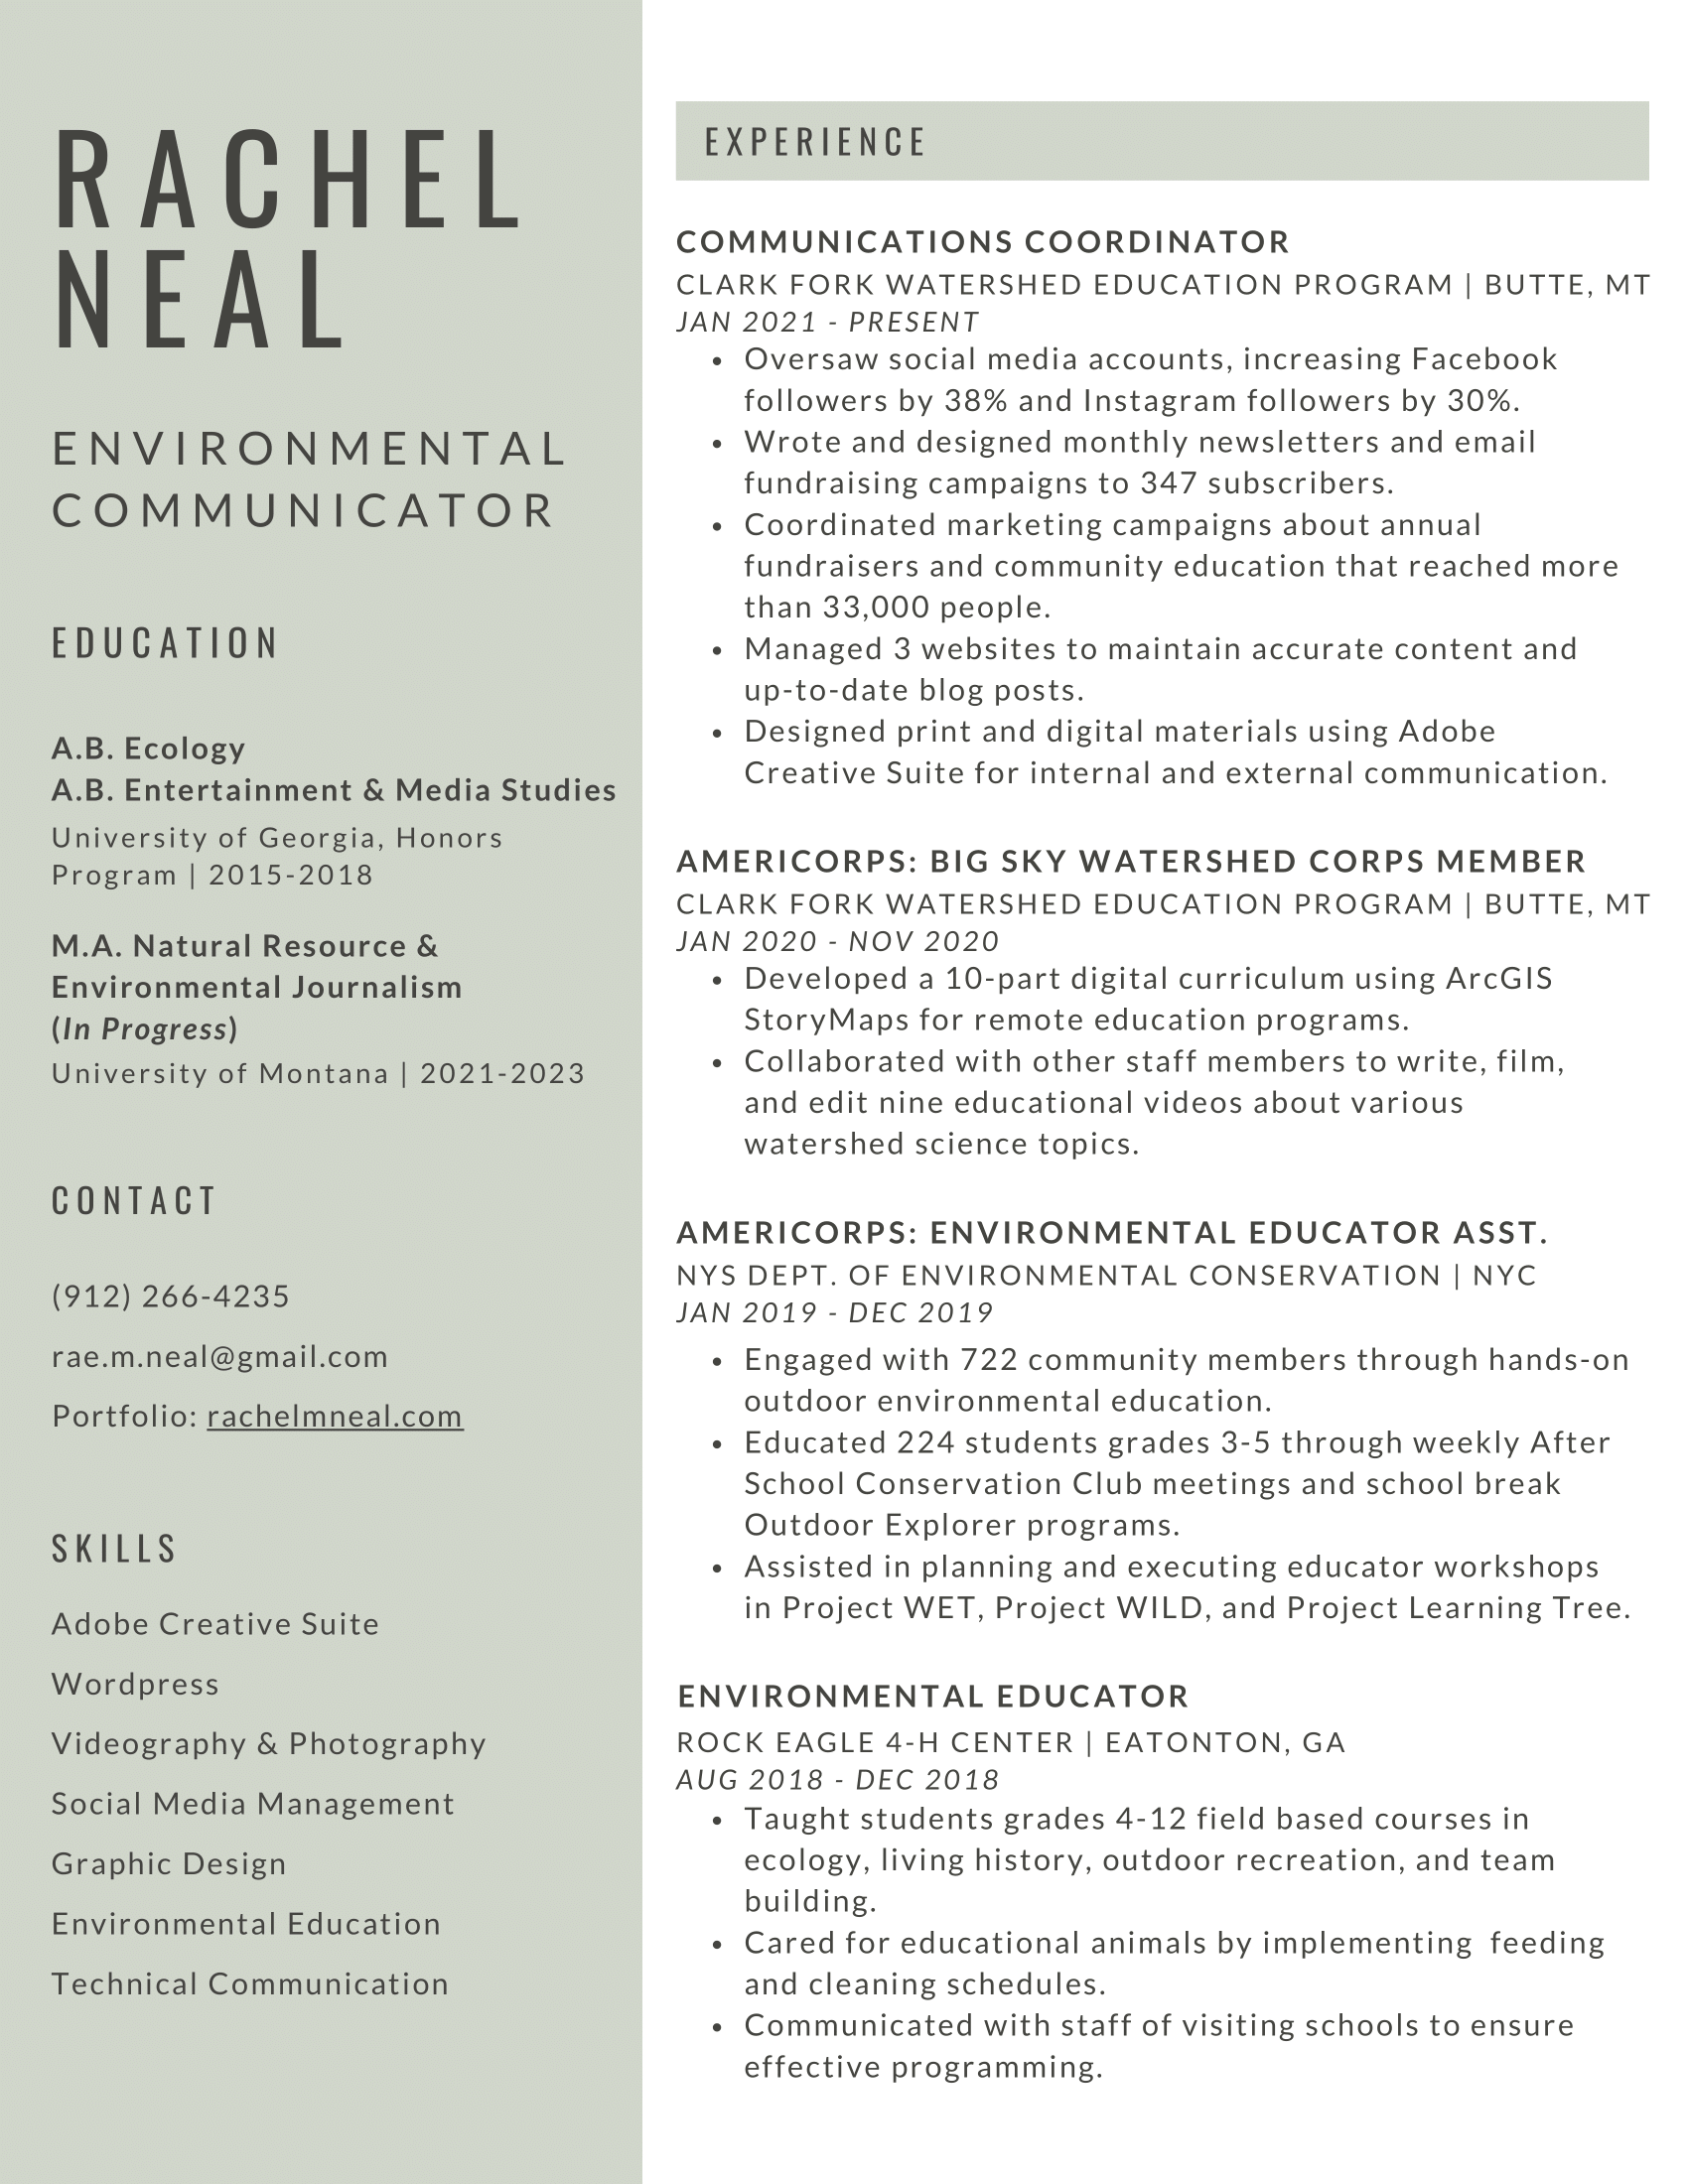 RACHEL
NEAL
ENVIRONMENTAL
COMMUNICATOR
EDUCATION
A.B. Ecology
A.B. Entertainment & Media Studies
University of Georgia, Honors
Program | 2015-2018
M.A. Natural Resource &
Environmental Journalism
(In Progress)
University of Montana | 2021-2023
CONTACT
(912) 266-4235
rae.m.neal@gmail.com
Portfolio: rachelmneal.com
SKILLS
Adobe Creative Suite
Wordpress
Videography & Photography
Social Media Management
Graphic Design
Environmental Education
Technical Communication
EXPERIENCE
COMMUNICATIONS COORDINATOR
CLARK FORK WATERSHED EDUCATION PROGRAM | BUTTE, MT
JAN 2021 - PRESENT
• Oversaw social media accounts, increasing Facebook
followers by 38% and Instagram followers by 30%.
• Wrote and designed monthly newsletters and email
fundraising campaigns to 347 subscribers.
• Coordinated marketing campaigns about annual
fundraisers and community education that reached more
than 33,000 people.
• Managed 3 websites to maintain accurate content and
up-to-date blog posts.
• Designed print and digital materials using Adobe
Creative Suite for internal and external communication.
AMERICORPS: BIG SKY WATERSHED CORPS MEMBER
CLARK FORK WATERSHED EDUCATION PROGRAM | BUTTE, MT
JAN 2020 - NOV 2020
• Developed a 10-part digital curriculum using ArcGIS
StoryMaps for remote education programs.
• Collaborated with other staff members to write, film,
and edit nine educational videos about various
watershed science topics.
AMERICORPS: ENVIRONMENTAL EDUCATOR ASST.
NYS DEPT. OF ENVIRONMENTAL CONSERVATION | NYC
JAN 2019 - DEC 2019
• Engaged with 722 community members through hands-on
outdoor environmental education.
• Educated 224 students grades 3-5 through weekly After
School Conservation Club meetings and school break
Outdoor Explorer programs.
• Assisted in planning and executing educator workshops
in Project WET, Project WILD, and Project Learning Tree.
ENVIRONMENTAL EDUCATOR
ROCK EAGLE 4-H CENTER | EATONTON, GA
AUG 2018 - DEC 2018
• Taught students grades 4-12 field based courses in
ecology, living history, outdoor recreation, and team
building.
• Cared for educational animals by implementing  feeding
and cleaning schedules.
• Communicated with staff of visiting schools to ensure
effective programming.